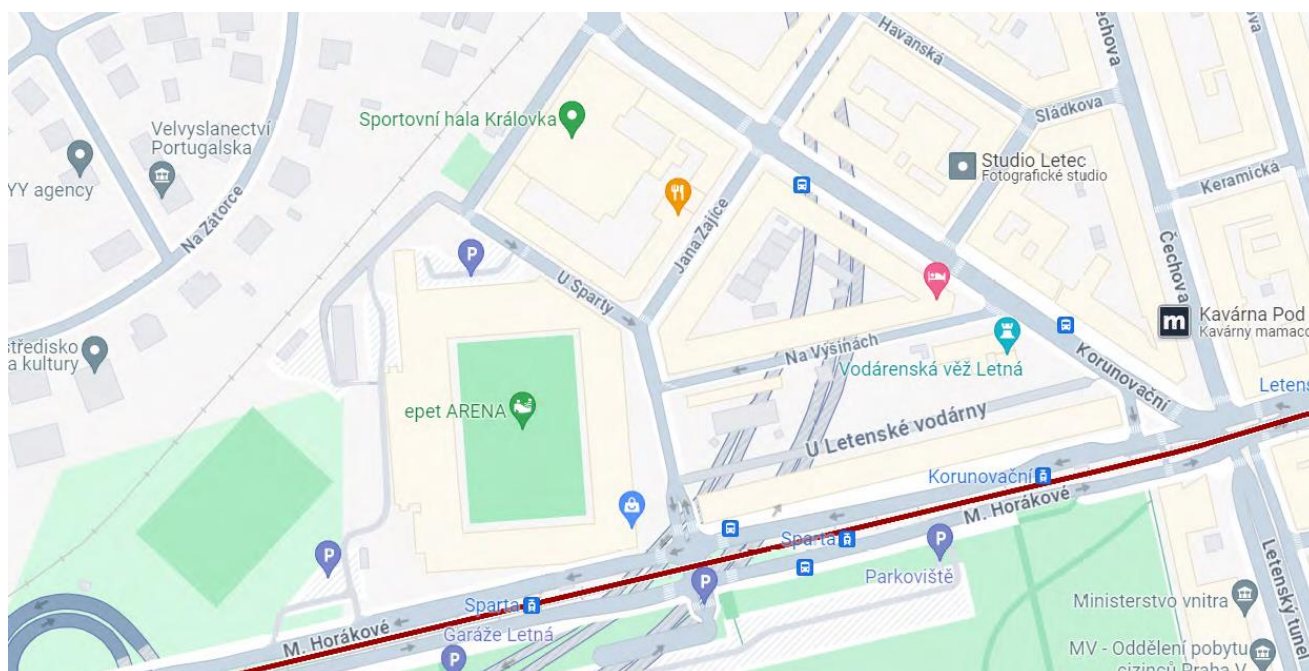 Havanská
Čechova
Sládkova
Sportovní hala Královka
Velvyslanectví
Portugalska
YY agency
Na Zátorce
Studio Letec
Fotografické studio
Keramická
Jana Zajíce
Čechova
P
U Sparty
Kavárna Pod
Kavárny mamaco
m
středisko
a kultury
Na Výšinách
Vodárenská věž Letná
Korunovační
Letens
epet ARENA
U Letenské vodárny
Korunovační
M. Horákové
Sparta
P
P
P
Parkoviště
Letenský tunel
Ministerstvo vnitra
Sparta
M. Horákové
Garáže Letná
P
MV - Oddělení pobytu
cizinců Praha V